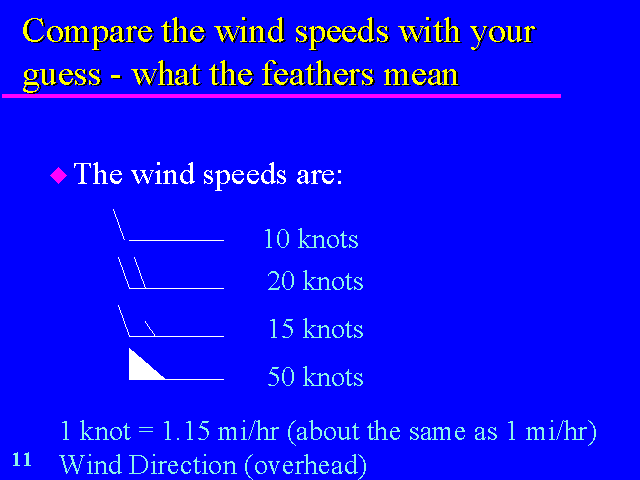 Compare the wind speeds with your
guess - what the feathers mean
The wind speeds are:
10 knots
20 knots
15 knots
50 knots
1 knot = 1.15 mi/hr (about the same as 1 mi/hr)
11 Wind Direction (overhead)